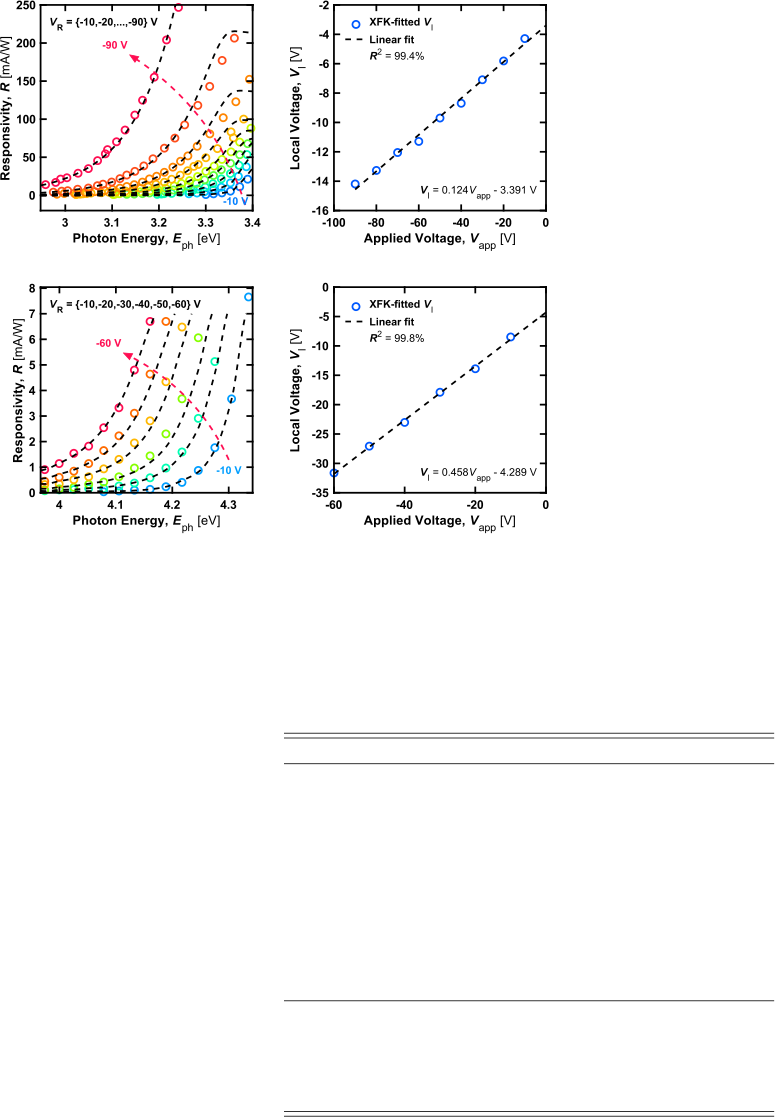 V_R = {-10,-20,...,-90} V
-90 V
-10 V
Responsivity, R [mA/W]
250
200
150
100
50
0
3
3.1
3.2
3.3
3.4
Photon Energy, E_ph [eV]
XFK-fitted V_l
Linear fit
R² = 99.4%
V_l = 0.124V_app - 3.391 V
Local Voltage, V_l [V]
-2
-4
-6
-8
-10
-12
-14
-16
-100
-80
-60
-40
-20
0
Applied Voltage, V_app [V]
V_R = {-10,-20,-30,-40,-50,-60} V
-60 V
-10 V
Responsivity, R [mA/W]
8
7
6
5
4
3
2
1
0
4
4.1
4.2
4.3
Photon Energy, E_ph [eV]
XFK-fitted V_l
Linear fit
R² = 99.8%
V_l = 0.458V_app - 4.289 V
Local Voltage, V_l [V]
0
-5
-10
-15
-20
-25
-30
-35
-60
-40
-20
0
Applied Voltage, V_app [V]